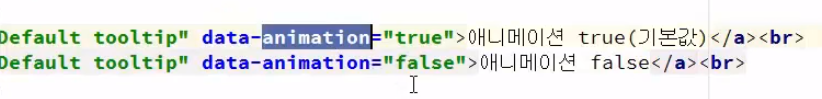 Default tooltip" data-animation="true">애니메이션 true(기본값)</a><br>
Default tooltip" data-animation="false">애니메이션 false</a><br>